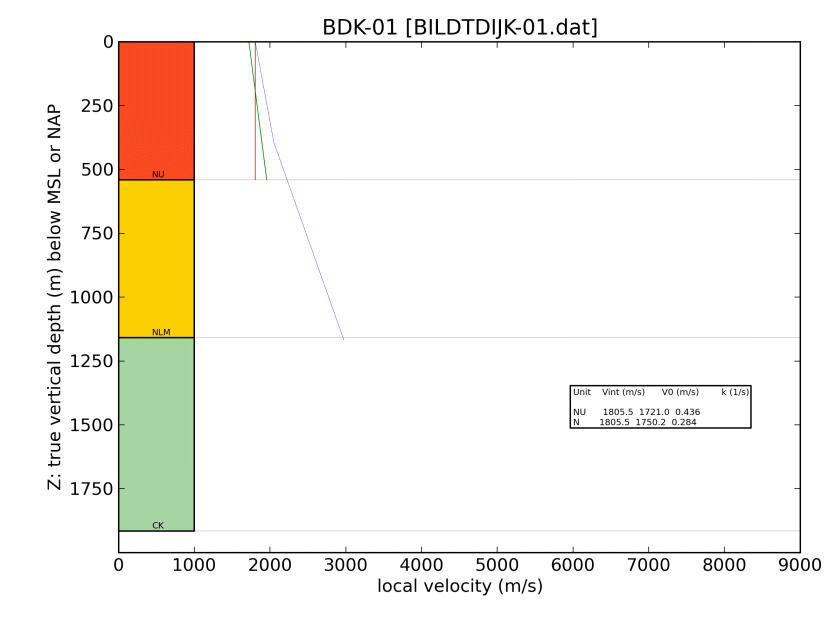 BDK-01 [BILDTDIJK-01.dat]
Z: true vertical depth (m) below MSL or NAP
0
250
500
750
1000
1250
1500
1750
NU
NLM
CK
Unit Vint (m/s) V0 (m/s) k (1/s)
NU 1805.5 1721.0 0.436
N 1805.5 1750.2 0.284
0 1000 2000 3000 4000 5000 6000 7000 8000 9000
local velocity (m/s)